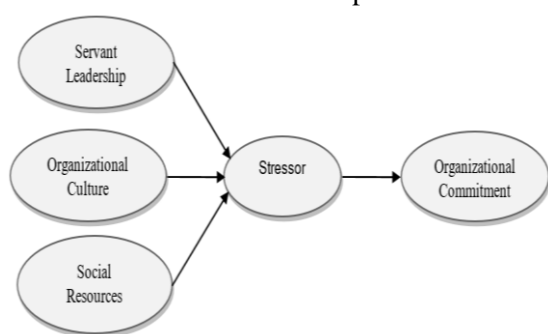 Servant
Leadership
Organizational
Culture
Social
Resources
Stressor
Organizational
Commitment